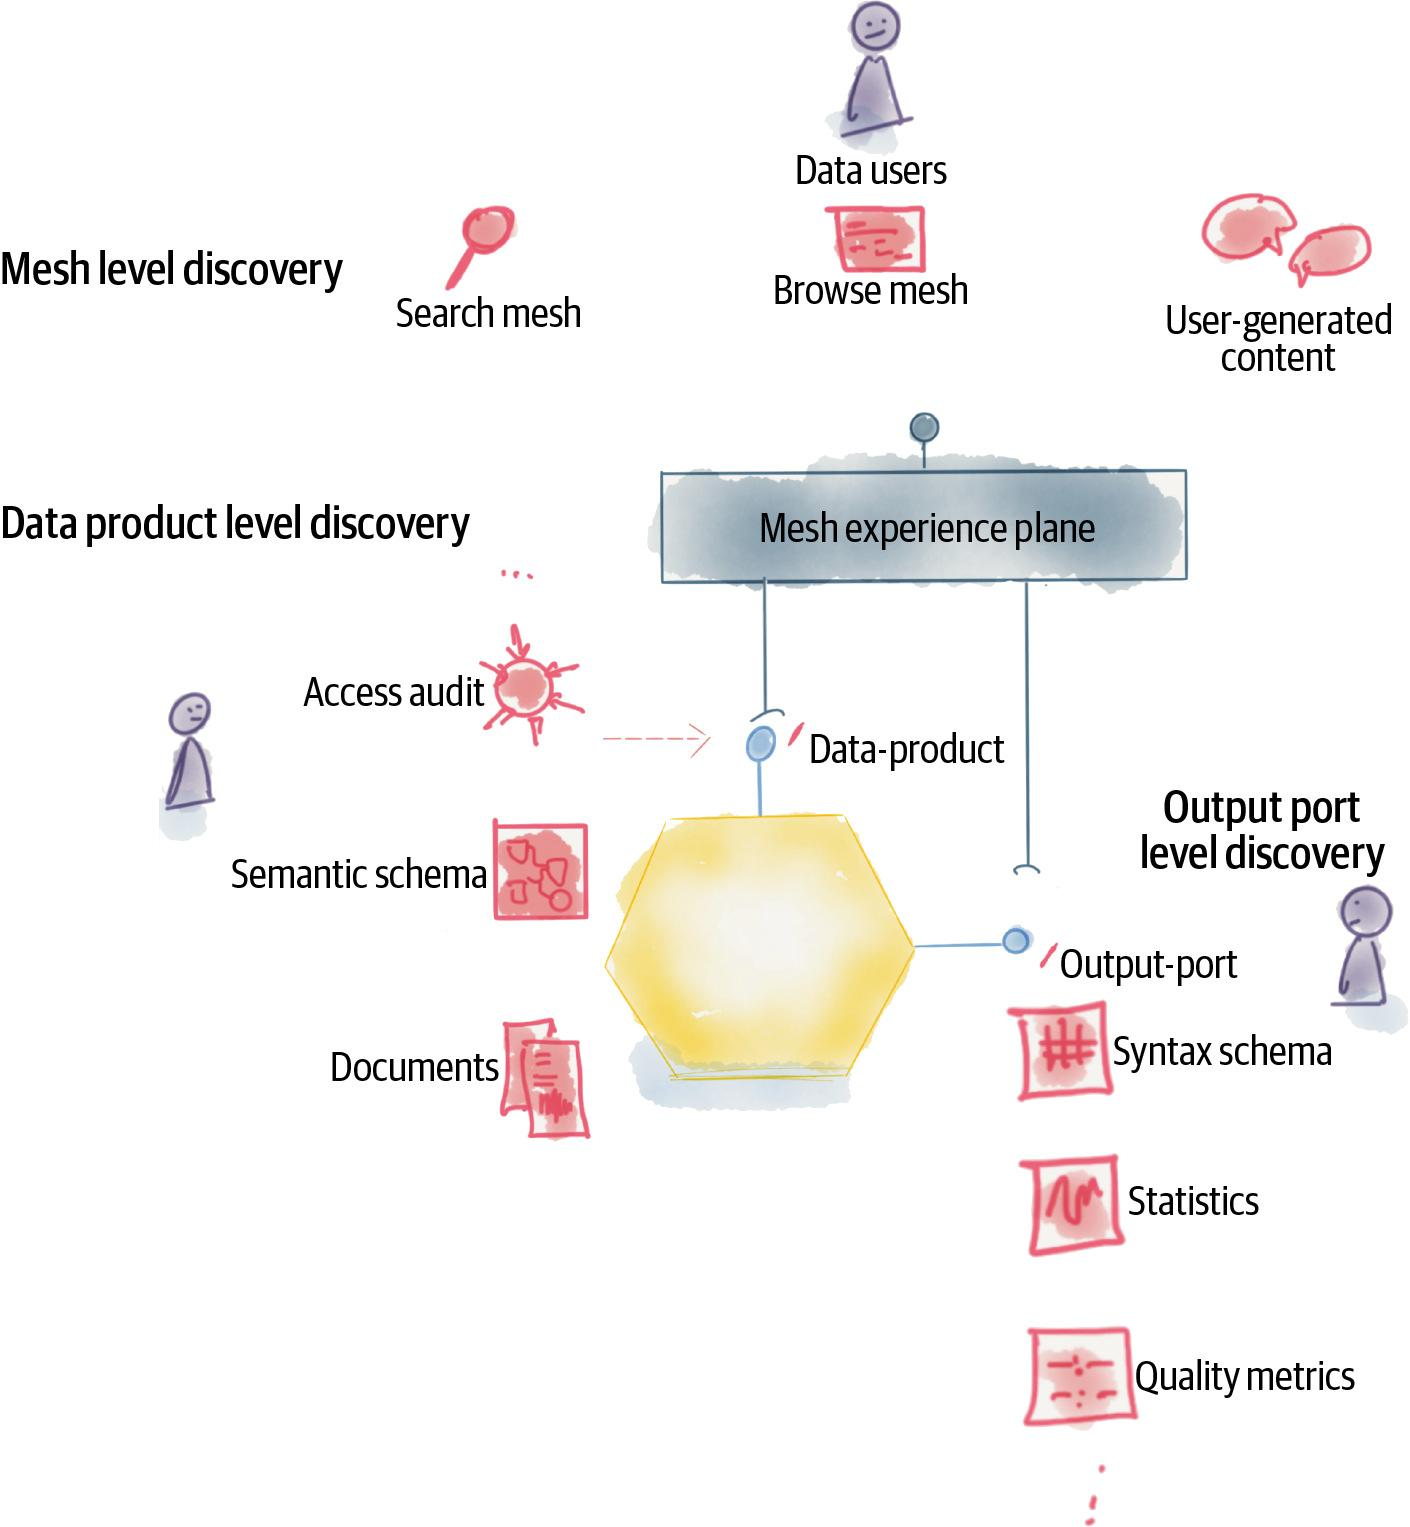 Data users
Mesh level discovery
Search mesh
Browse mesh
User-generated
content
Data product level discovery
...
Mesh experience plane
Access audit
/ Data-product
Output port
level discovery
Semantic schema
/ Output-port
Documents
Syntax schema
Statistics
Quality metrics